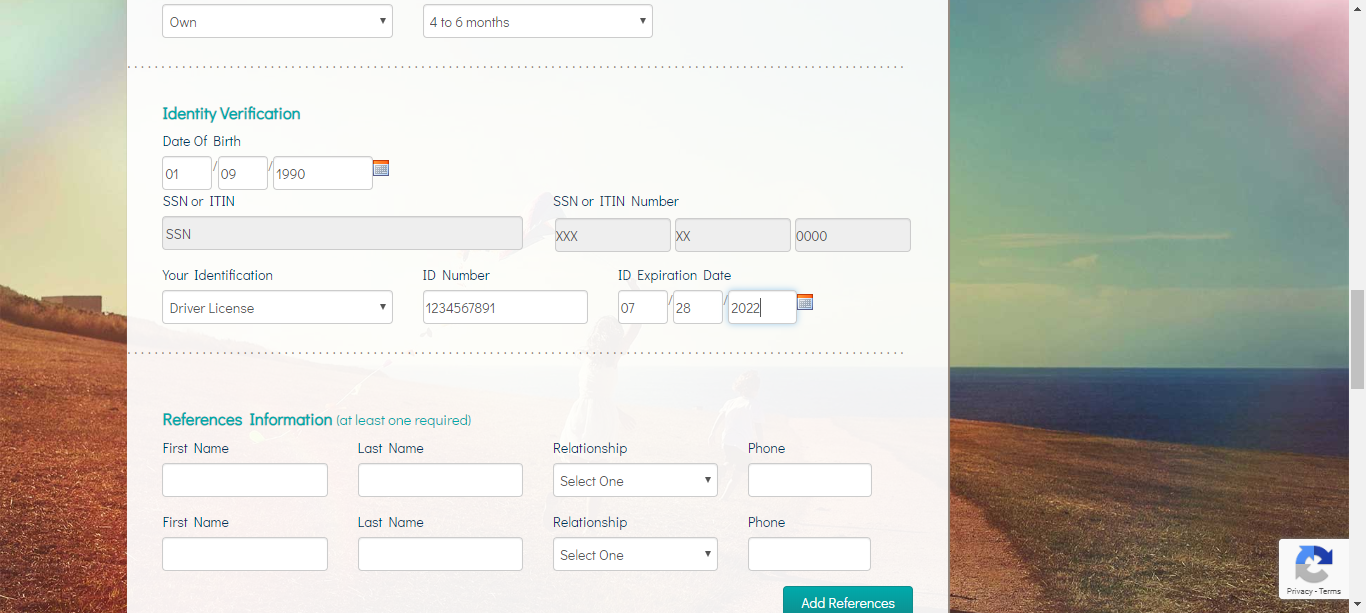 Own 4 to 6 months
Identity Verification
Date Of Birth
01 / 09 / 1990
SSN or ITIN SSN or ITIN Number
SSN XXX XX 0000
Your Identification ID Number ID Expiration Date
Driver License 1234567891 07 / 28 / 2022
References Information (at least one required)
First Name Last Name Relationship Phone
Select One
First Name Last Name Relationship Phone
Select One
Add References
Privacy - Terms